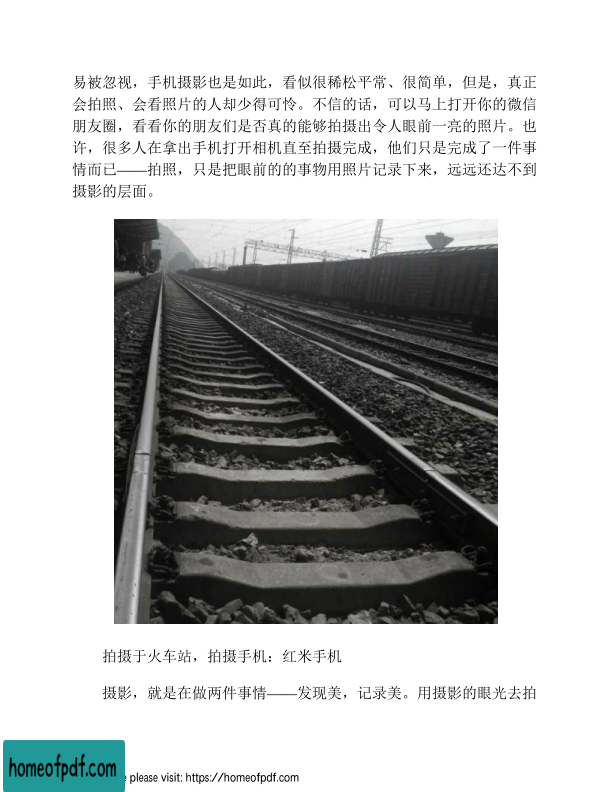 易被忽视，手机摄影也是如此，看似很稀松平常、很简单，但是，真正
会拍照、会看照片的人却少得可怜。不信的话，可以马上打开你的微信
朋友圈，看看你的朋友们是否真的能够拍摄出令人眼前一亮的照片。也
许，很多人在拿出手机打开相机直至拍摄完成，他们只是完成了一件事
情而已——拍照，只是把眼前的的事物用照片记录下来，远远还达不到
摄影的层面。
拍摄于火车站，拍摄手机：红米手机
摄影，就是在做两件事情——发现美，记录美。用摄影的眼光去拍
homeofpdf.com
e please visit: https://homeofpdf.com